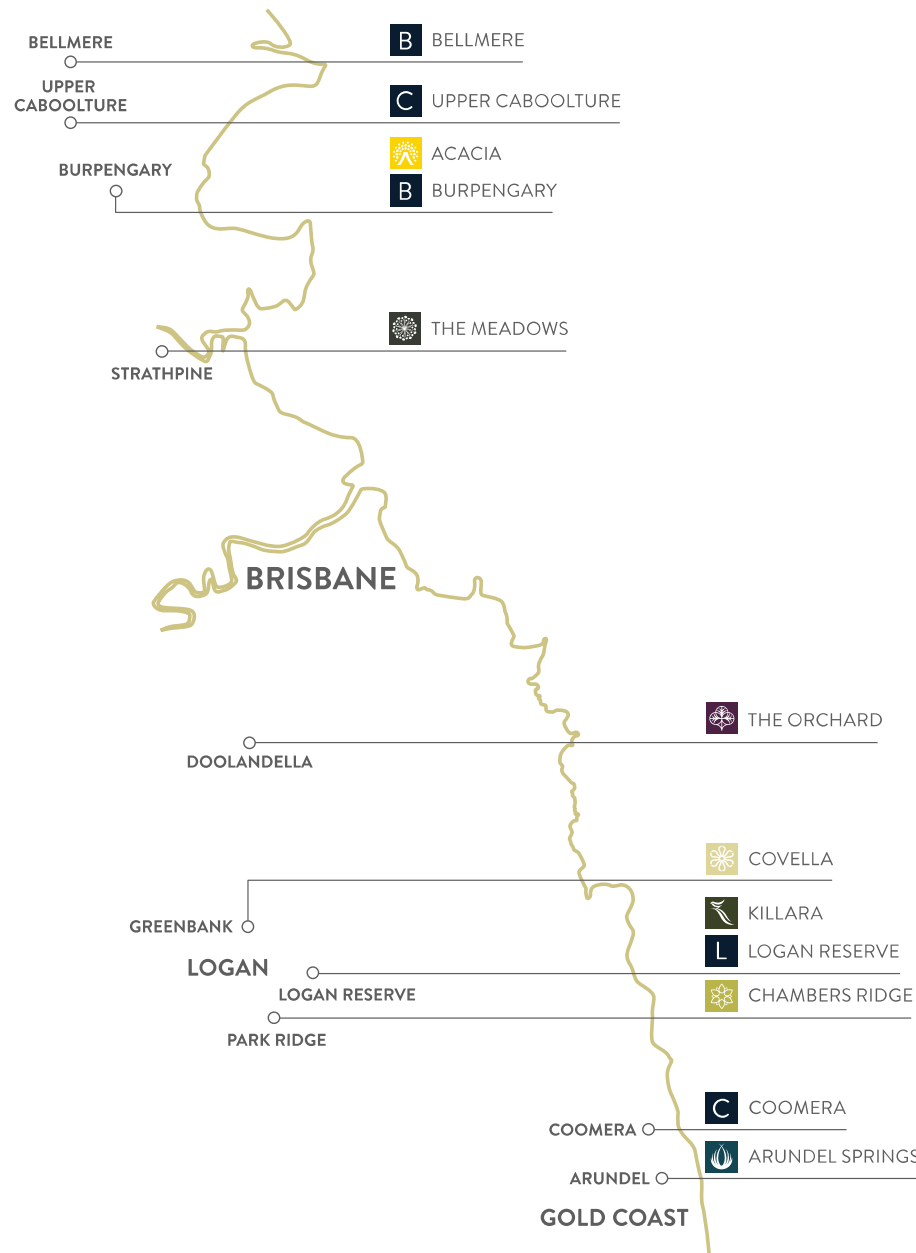 BELLMERE
B BELLMERE
UPPER
CABOOLTURE
C UPPER CABOOLTURE
ACACIA
BURPENGARY
B BURPENGARY
THE MEADOWS
STRATHPINE
BRISBANE
THE ORCHARD
DOOLANDELLA
COVELLA
KILLARA
GREENBANK
L LOGAN RESERVE
LOGAN
LOGAN RESERVE
CHAMBERS RIDGE
PARK RIDGE
C COOMERA
COOMERA
ARUNDEL SPRINGS
ARUNDEL
GOLD COAST